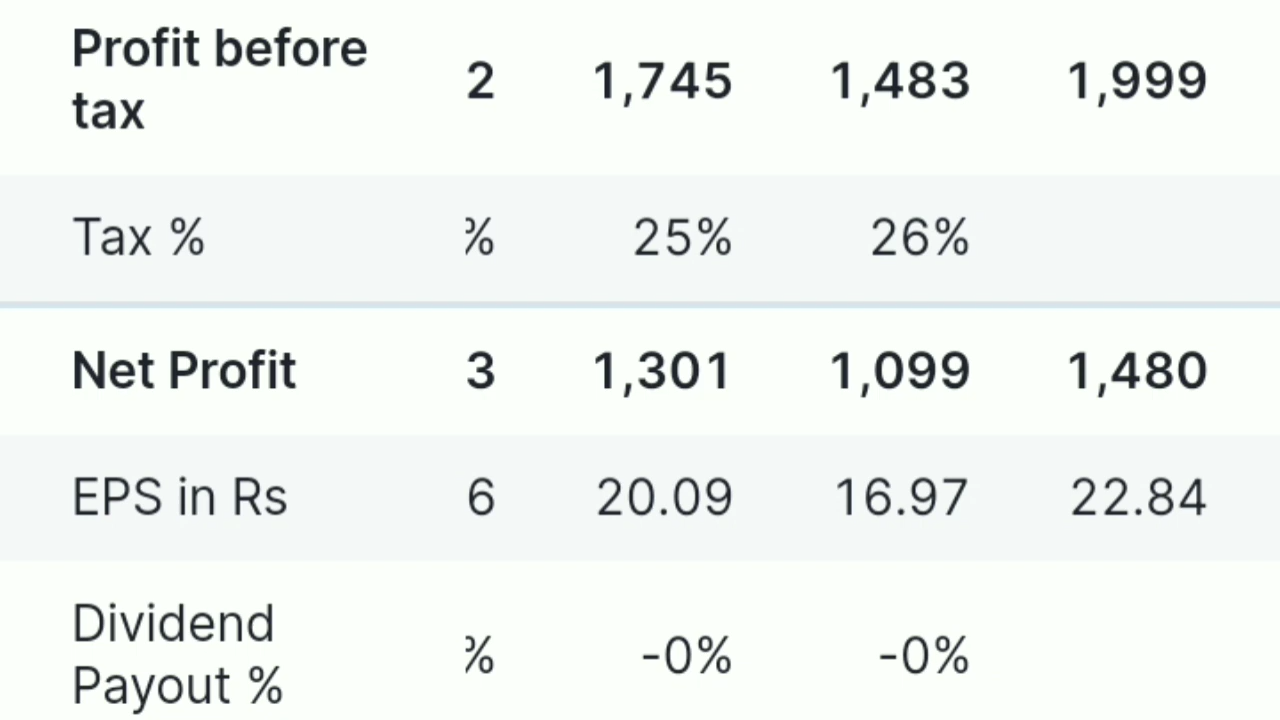 Profit before
tax 2 1,745 1,483 1,999
Tax % % 25% 26%
Net Profit 3 1,301 1,099 1,480
EPS in Rs 6 20.09 16.97 22.84
Dividend
Payout % % -0% -0%